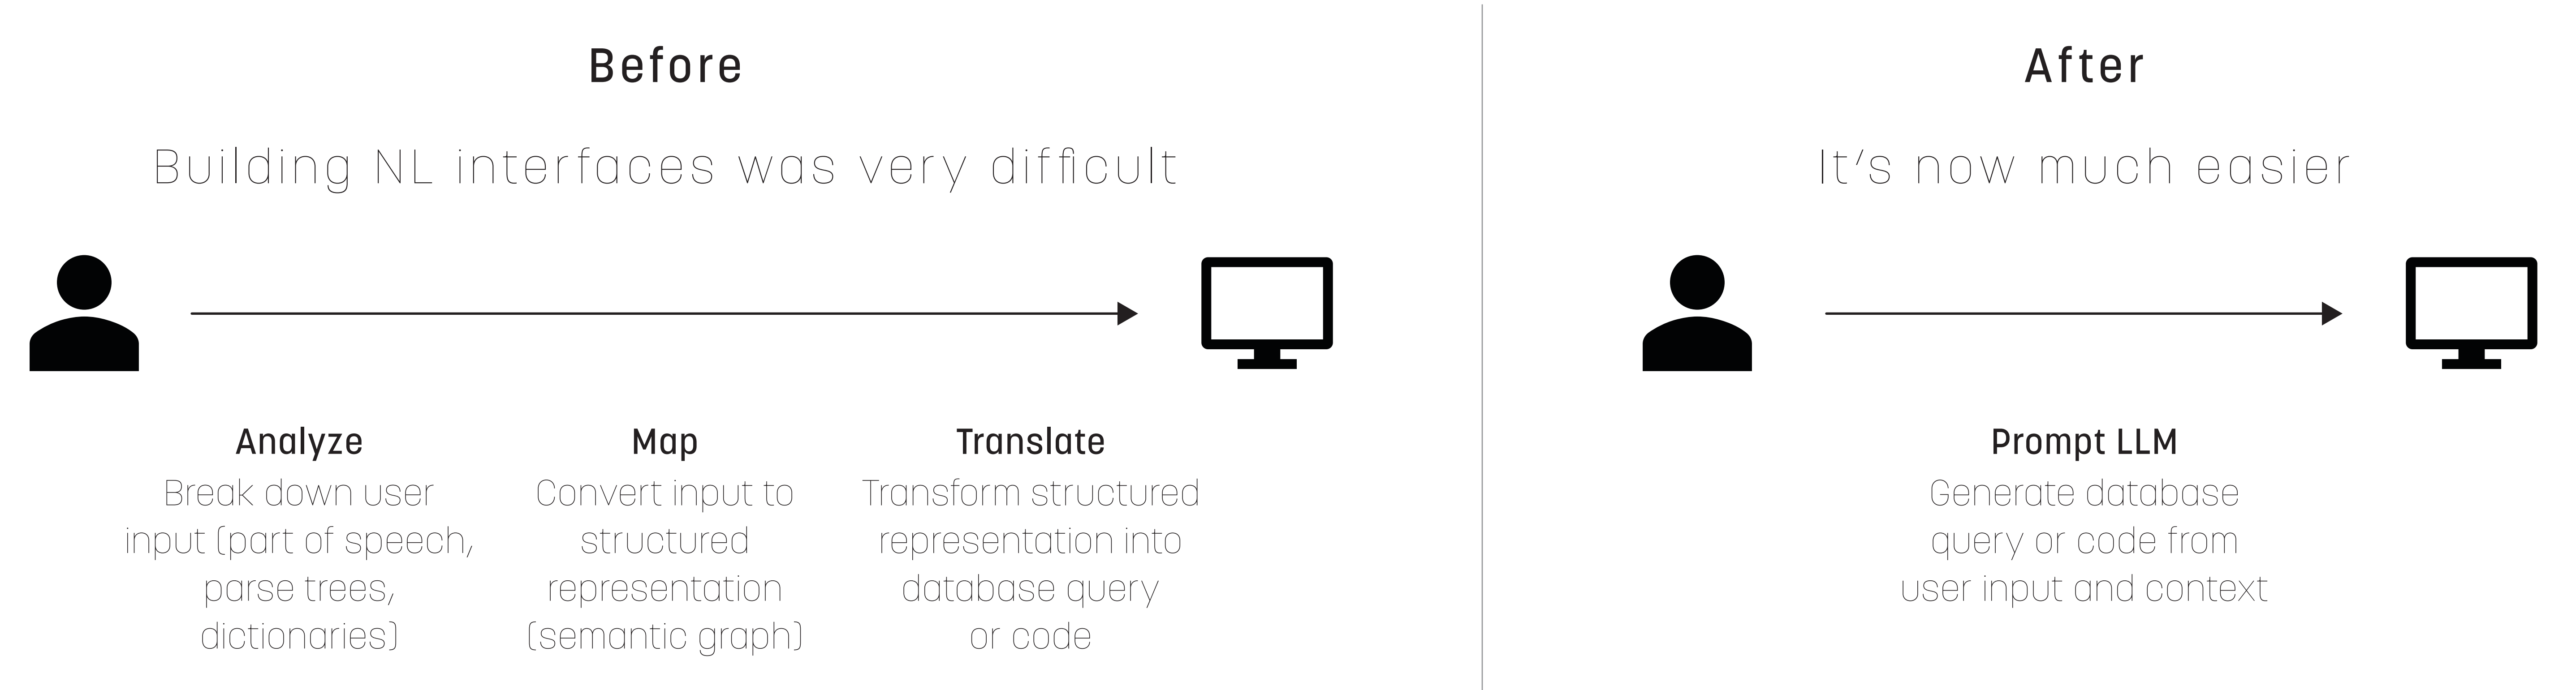 Before
Building NL interfaces was very difficult
Analyze
Break down user
input (part of speech,
parse trees,
dictionaries)
Map
Convert input to
structured
representation
(semantic graph)
Translate
Transform structured
representation into
database query
or code
After
It's now much easier
Prompt LLM
Generate database
query or code from
user input and context